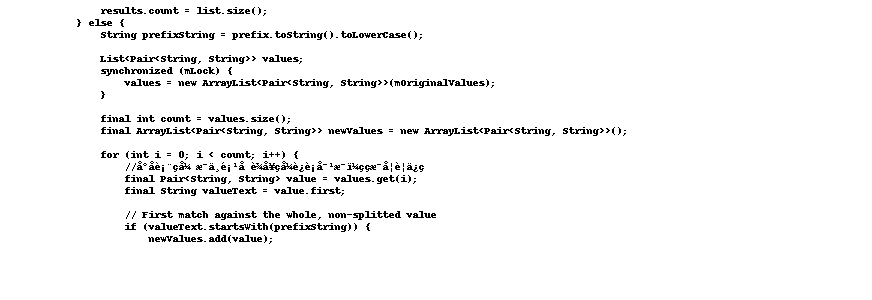 results.count = list.size();
} else {
String prefixString = prefix.toString().toLowerCase();
List<Pair<String, String>> values;
synchronized (mLock) {
values = new ArrayList<Pair<String, String>>(mOriginalValues);
}
final int count = values.size();
final ArrayList<Pair<String, String>> newValues = new ArrayList<Pair<String, String>>();
for (int i = 0; i < count; i++) {
//
final Pair<String, String> value = values.get(i);
final String valueText = value.first;
// First match against the whole, non-splitted value
if (valueText.startsWith(prefixString)) {
newValues.add(value);